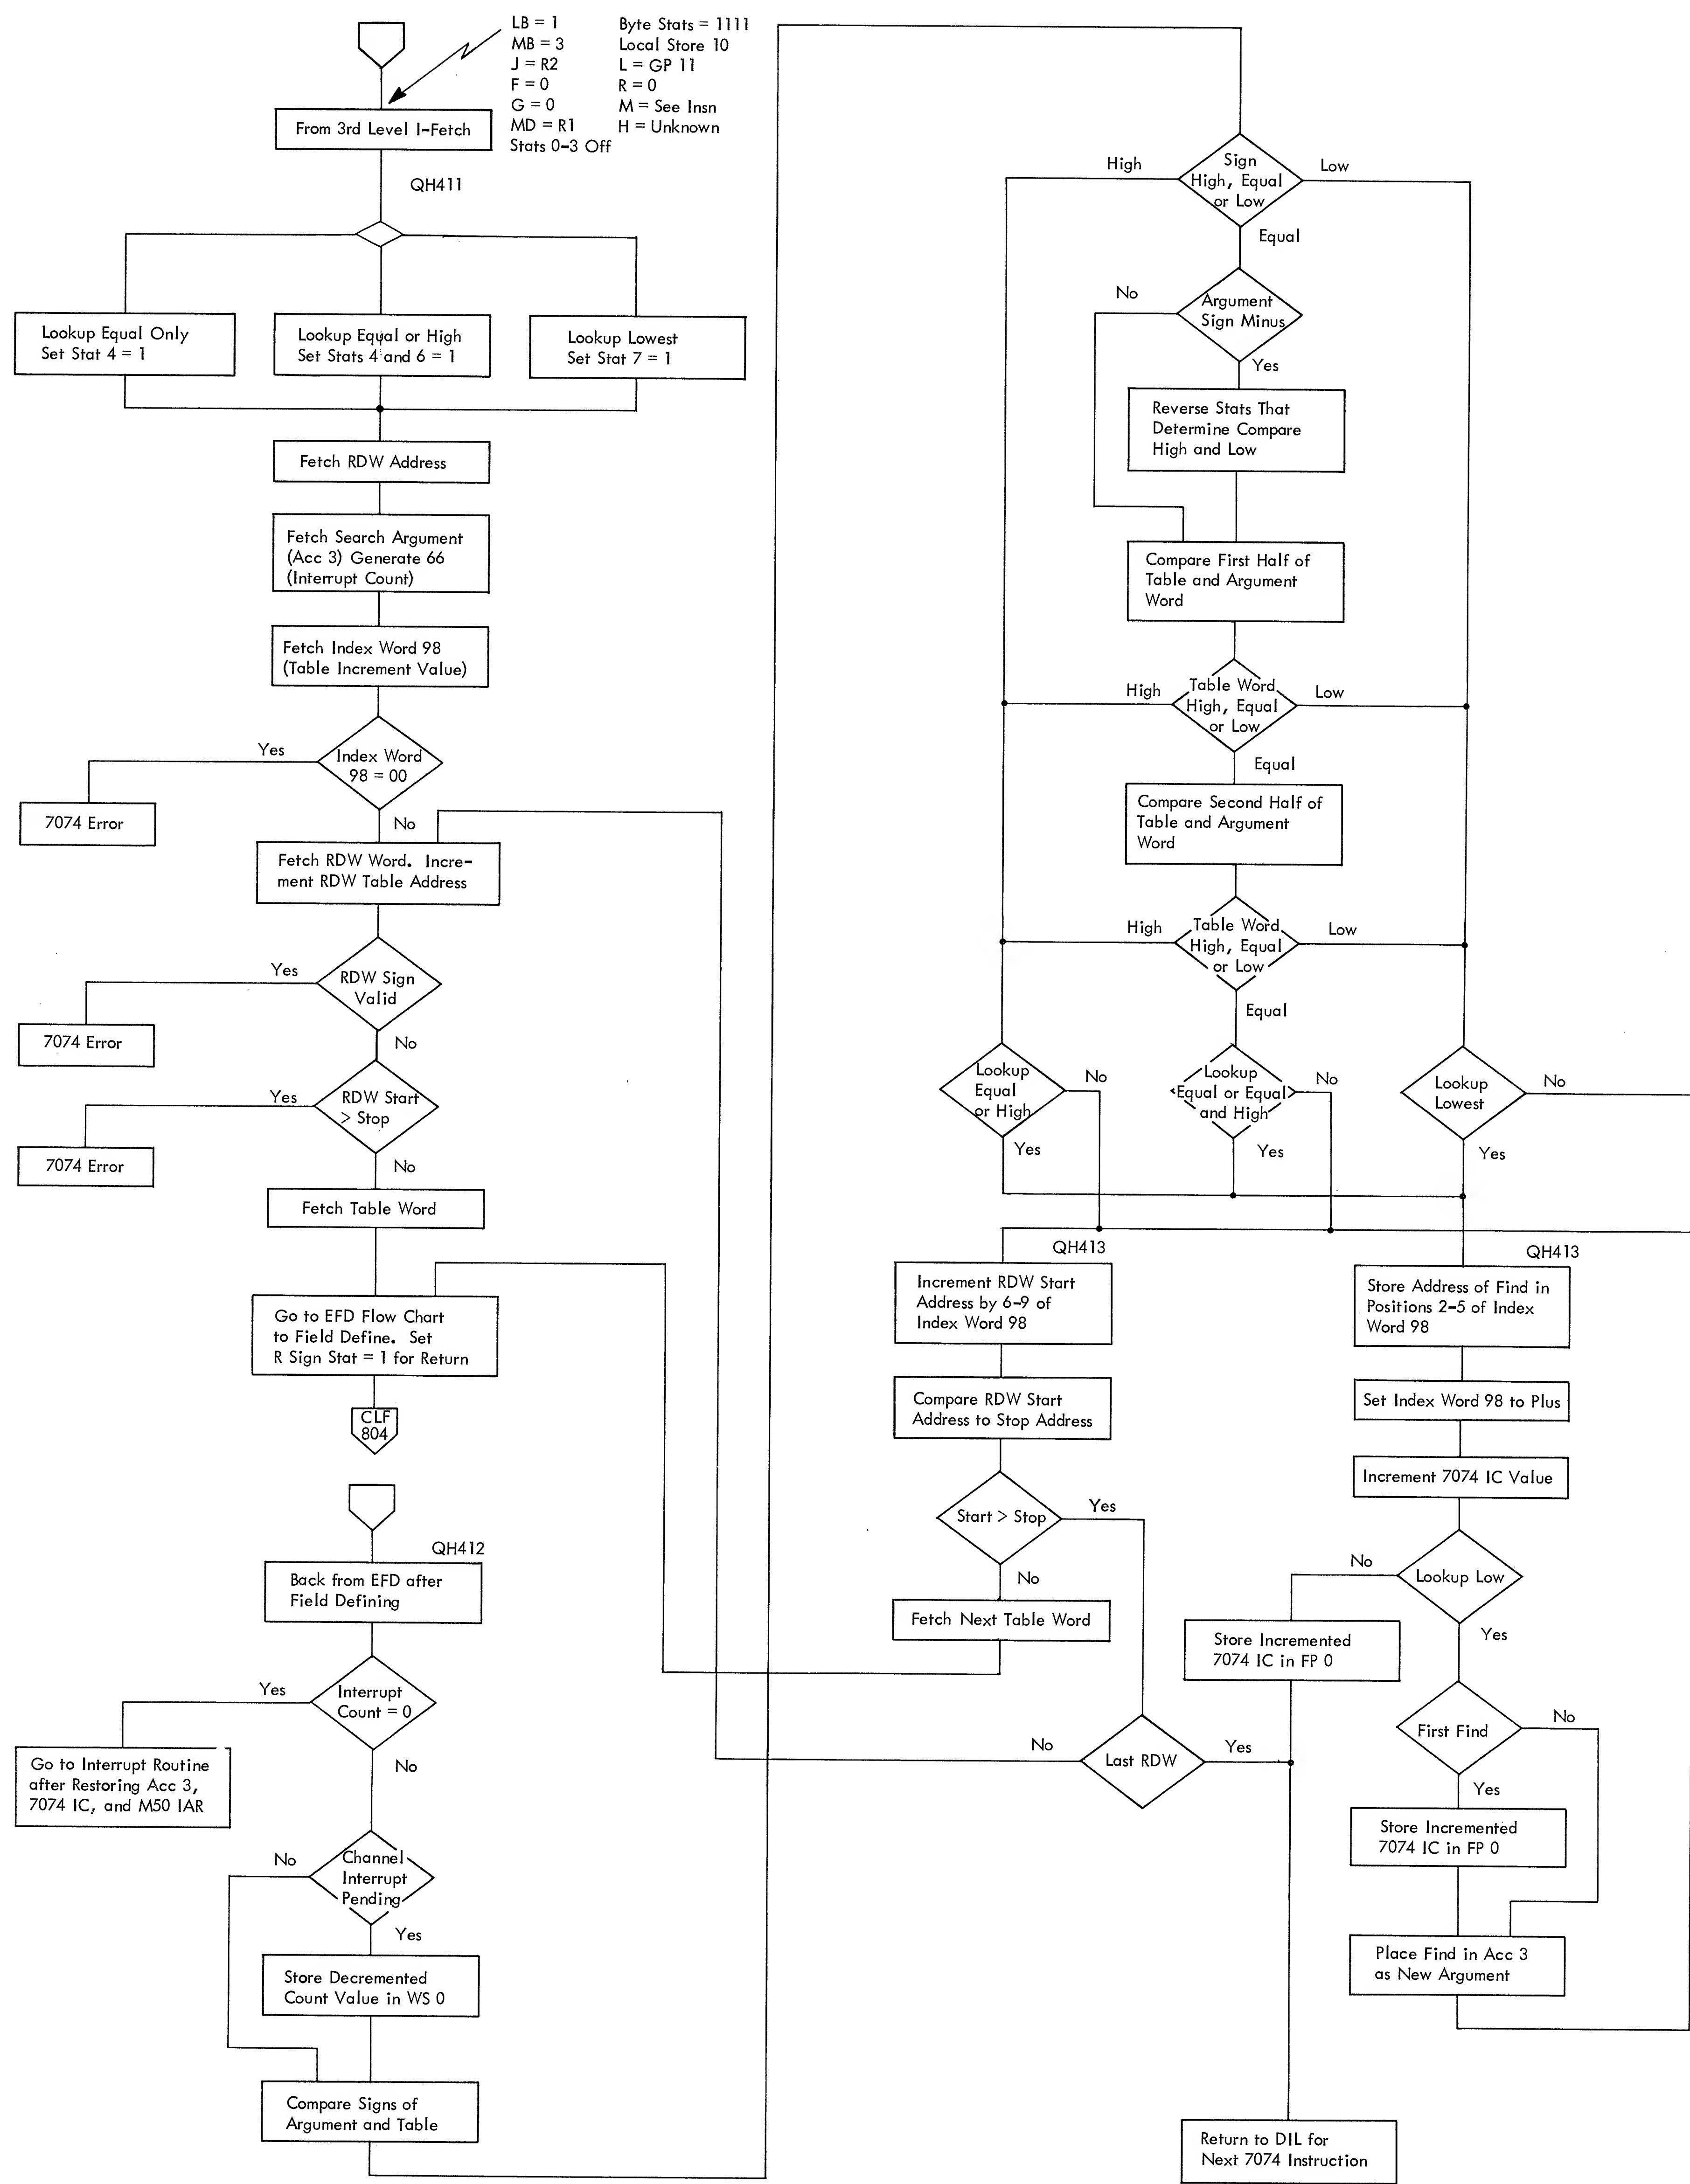 LB = 1
MB = 3
J = R2
F = 0
G = 0
MD = R1
Stats 0-3 Off
Byte Stats = 1111
Local Store 10
L = GP 11
R = 0
M = See Insn
H = Unknown
From 3rd Level I-Fetch
QH411
Lookup Equal Only
Set Stat 4 = 1
Lookup Equal or High
Set Stats 4 and 6 = 1
Lookup Lowest
Set Stat 7 = 1
Fetch RDW Address
Fetch Search Argument
(Acc 3) Generate 66
(Interrupt Count)
Fetch Index Word 98
(Table Increment Value)
Index Word
98 = 00
Yes
7074 Error
No
Fetch RDW Word. Incre-
ment RDW Table Address
RDW Sign
Valid
Yes
7074 Error
No
RDW Start
> Stop
Yes
7074 Error
No
Fetch Table Word
Go to EFD Flow Chart
to Field Define. Set
R Sign Stat = 1 for Return
CLF
804
QH412
Back from EFD after
Field Defining
Interrupt
Count = 0
Yes
Go to Interrupt Routine
after Restoring Acc 3,
7074 IC, and M50 IAR
No
Channel
Interrupt
Pending
No
Yes
Store Decremented
Count Value in WS 0
Compare Signs of
Argument and Table
Sign
High, Equal
or Low
High
Low
Equal
Argument
Sign Minus
No
Yes
Reverse Stats That
Determine Compare
High and Low
Compare First Half of
Table and Argument
Word
Table Word
High, Equal
or Low
High
Low
Equal
Compare Second Half of
Table and Argument
Word
Table Word
High, Equal
or Low
High
Low
Equal
Lookup
Equal
or High
No
Yes
Lookup
Equal or Equal
and High
No
Yes
Lookup
Lowest
No
Yes
QH413
Increment RDW Start
Address by 6-9 of
Index Word 98
Compare RDW Start
Address to Stop Address
Start > Stop
Yes
No
Fetch Next Table Word
Last RDW
No
Yes
QH413
Store Address of Find in
Positions 2-5 of Index
Word 98
Set Index Word 98 to Plus
Increment 7074 IC Value
Lookup Low
No
Yes
Store Incremented
7074 IC in FP 0
First Find
No
Yes
Store Incremented
7074 IC in FP 0
Place Find in Acc 3
as New Argument
Return to DIL for
Next 7074 Instruction